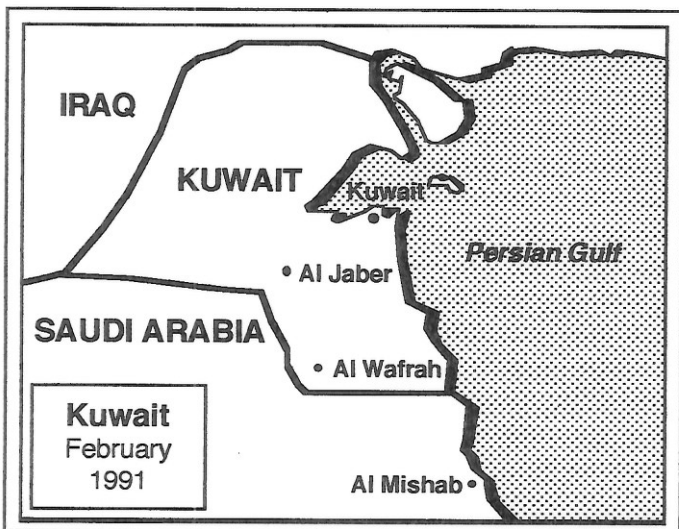 IRAQ
KUWAIT
Kuwait
Persian Gulf
Al Jaber
SAUDI ARABIA
Al Wafrah
Kuwait
February
1991
Al Mishab